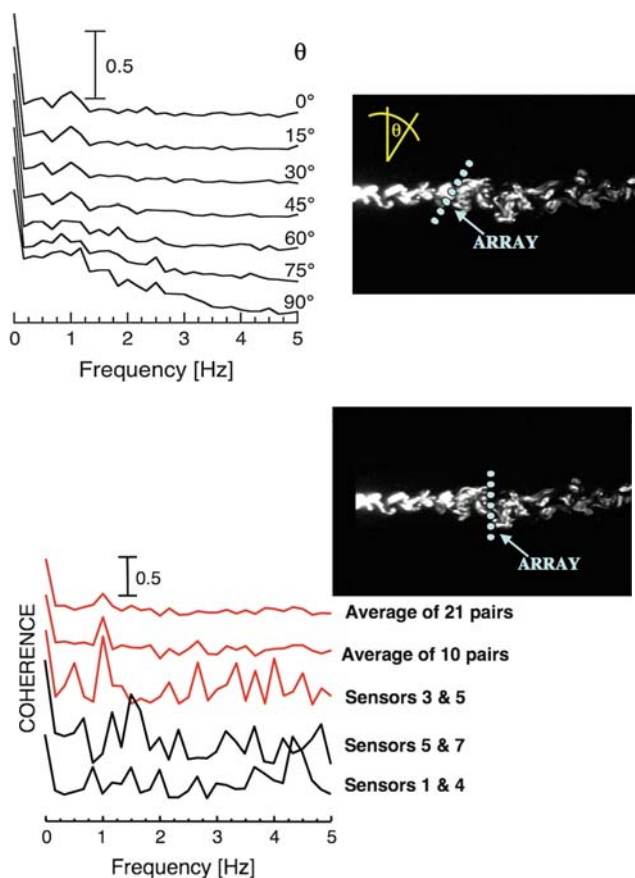 0.5
θ
0°
15°
30°
45°
60°
75°
90°
0 1 2 3 4 5
Frequency [Hz]
θ
ARRAY
ARRAY
0.5
COHERENCE
Average of 21 pairs
Average of 10 pairs
Sensors 3 & 5
Sensors 5 & 7
Sensors 1 & 4
0 1 2 3 4 5
Frequency [Hz]